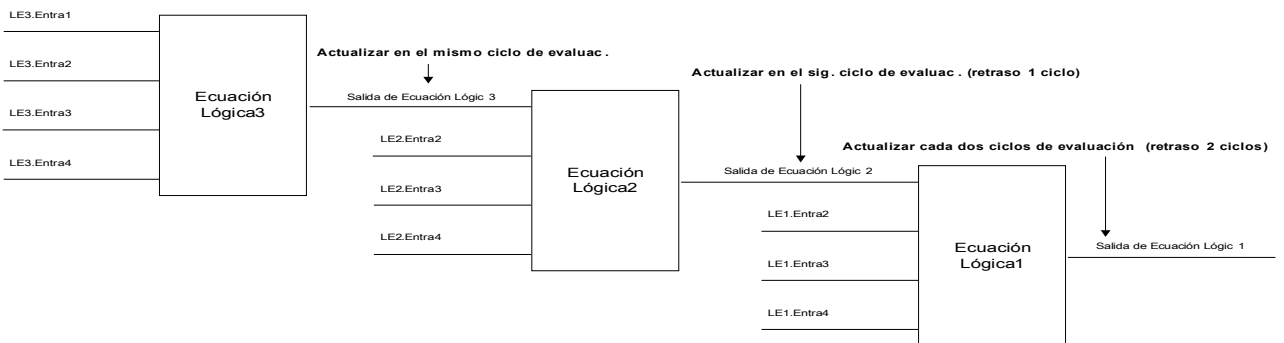 LE3.Entra1
LE3.Entra2
LE3.Entra3
LE3.Entra4
Ecuación
Lógica3
Actualizar en el mismo ciclo de evaluac .
Salida de Ecuación Lógic 3
LE2.Entra2
LE2.Entra3
LE2.Entra4
Ecuación
Lógica2
Actualizar en el sig. ciclo de evaluac . (retraso 1 ciclo)
Salida de Ecuación Lógic 2
LE1.Entra2
LE1.Entra3
LE1.Entra4
Ecuación
Lógica1
Actualizar cada dos ciclos de evaluación (retraso 2 ciclos)
Salida de Ecuación Lógic 1